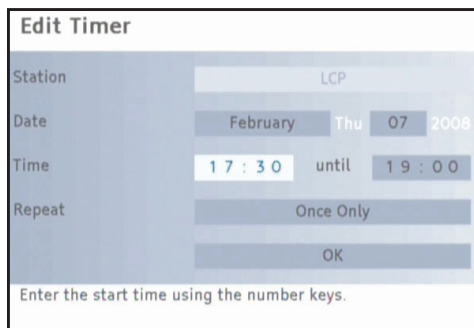 Edit Timer
Station LCP
Date February Thu 07 2008
Time 17:30 until 19:00
Repeat Once Only
OK
Enter the start time using the number keys.